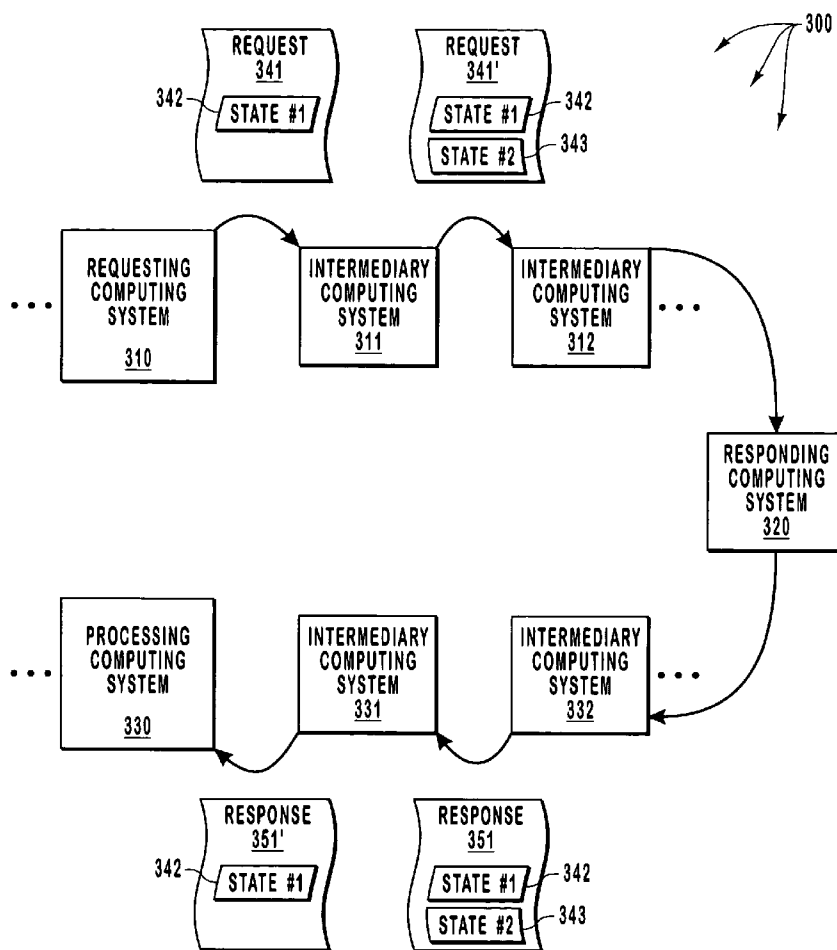 300
REQUEST
341
342
STATE #1
REQUEST
341'
STATE #1
342
STATE #2
343
REQUESTING
COMPUTING
SYSTEM
310
INTERMEDIARY
COMPUTING
SYSTEM
311
INTERMEDIARY
COMPUTING
SYSTEM
312
RESPONDING
COMPUTING
SYSTEM
320
PROCESSING
COMPUTING
SYSTEM
330
INTERMEDIARY
COMPUTING
SYSTEM
331
INTERMEDIARY
COMPUTING
SYSTEM
332
RESPONSE
351'
342
STATE #1
RESPONSE
351
STATE #1
342
STATE #2
343